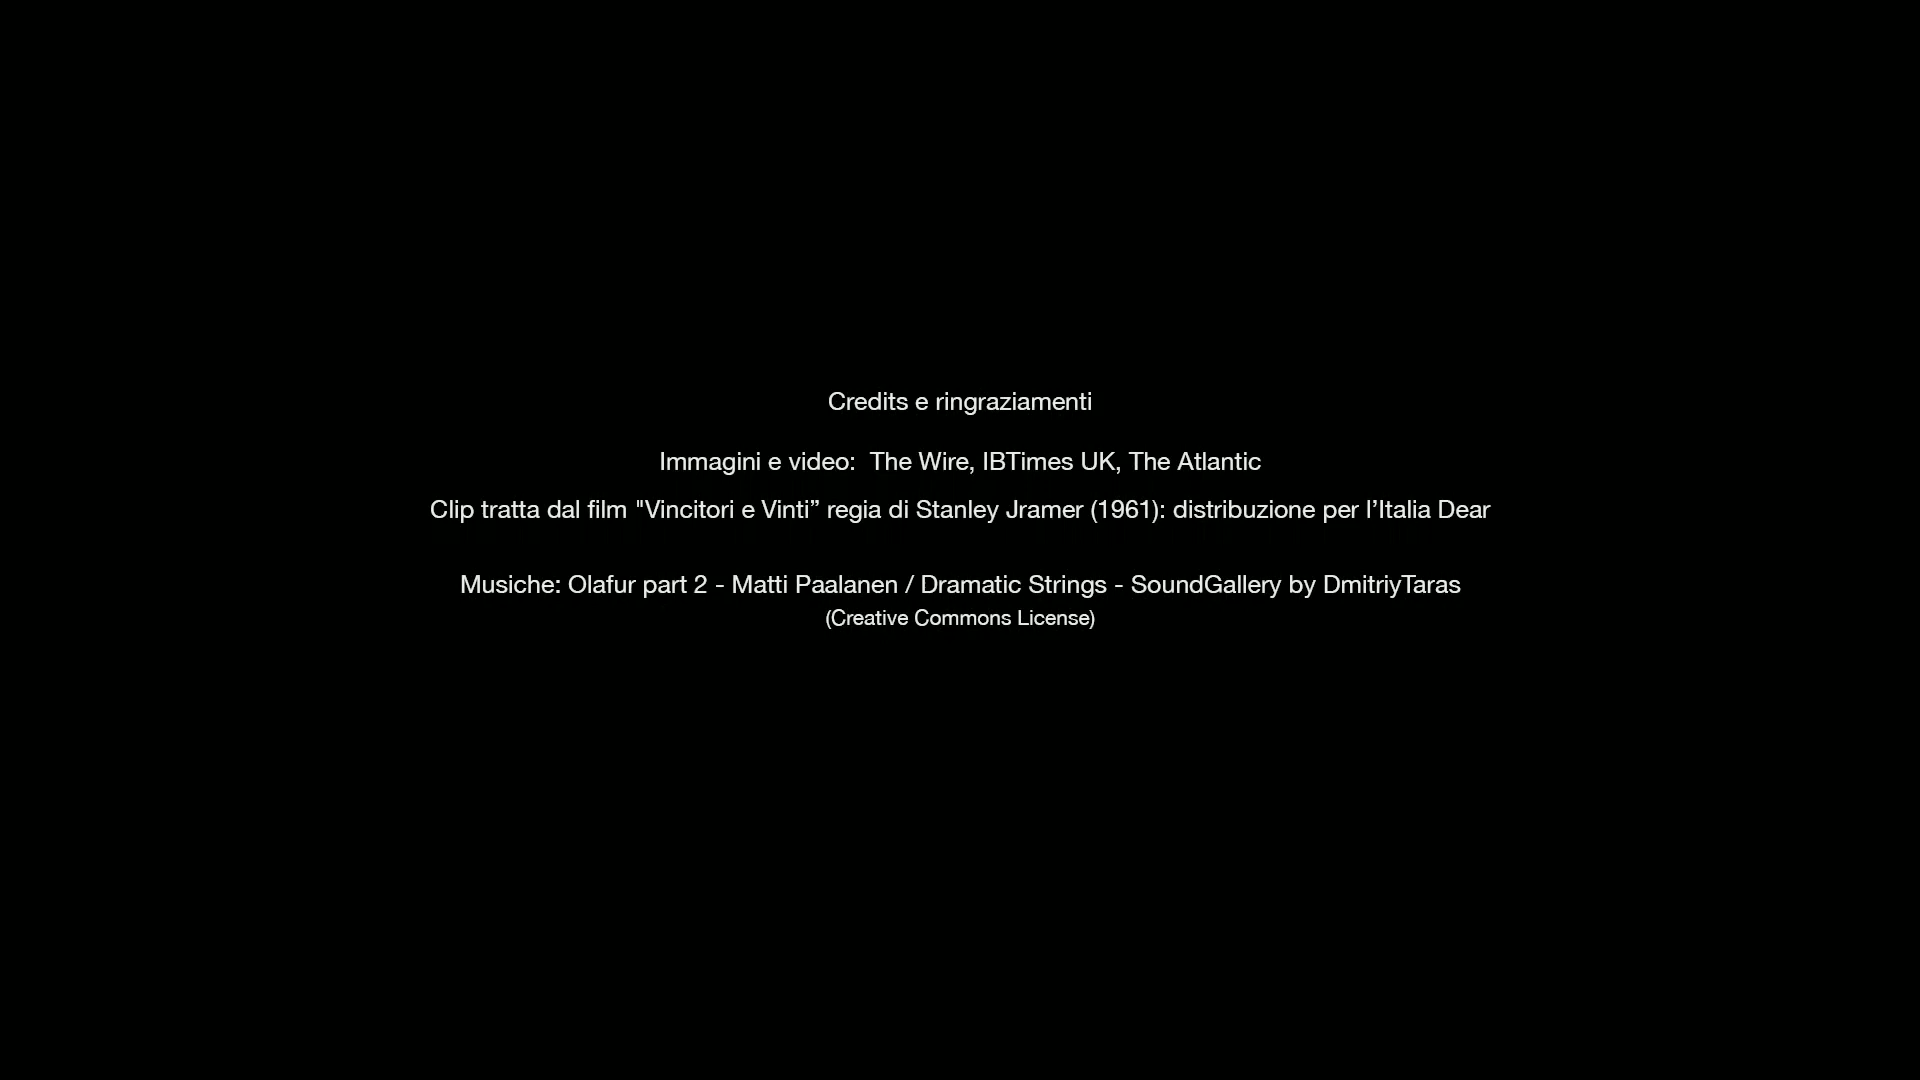 Credits e ringraziamenti
Immagini e video:  The Wire, IBTimes UK, The Atlantic
Clip tratta dal film "Vincitori e Vinti” regia di Stanley Jramer (1961): distribuzione per l’Italia Dear
Musiche: Olafur part 2 - Matti Paalanen / Dramatic Strings - SoundGallery by DmitriyTaras
(Creative Commons License)